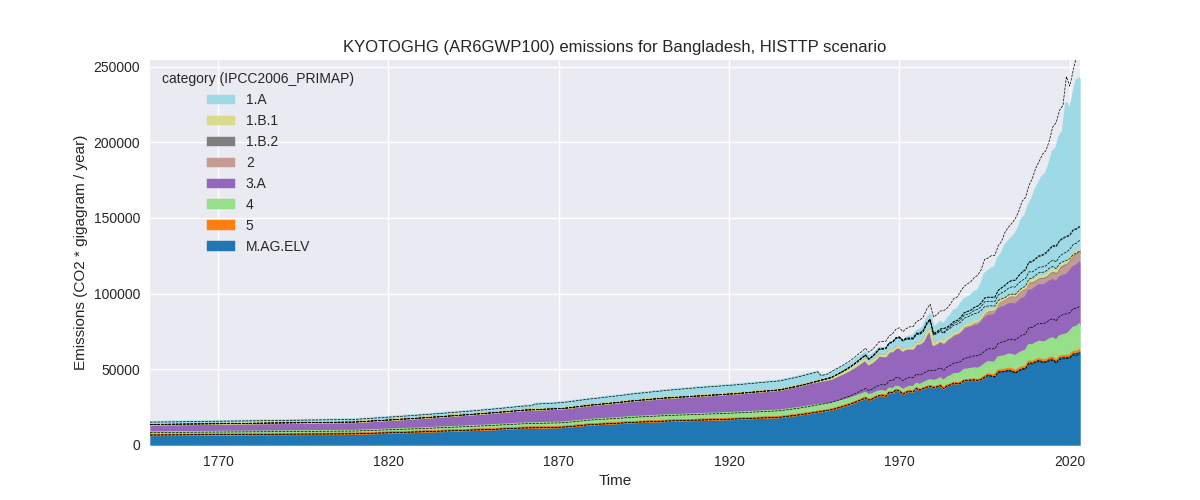 KYOTOGHG (AR6GWP100) emissions for Bangladesh, HISTTP scenario
250000
200000
150000
100000
50000
0
Emissions (CO2 * gigagram / year)
category (IPCC2006_PRIMAP)
1.A
1.B.1
1.B.2
2
3.A
4
5
M.AG.ELV
1770
1820
1870
1920
1970
2020
Time